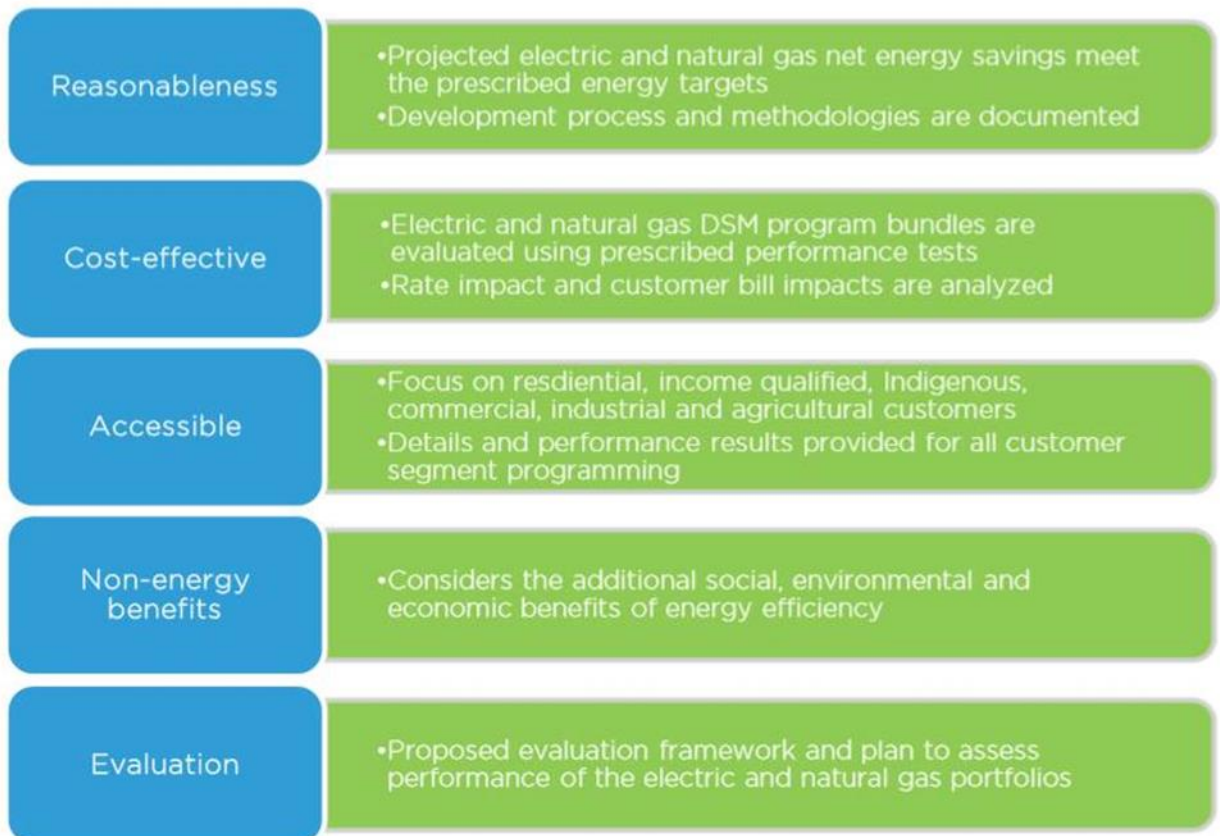 Reasonableness
•Projected electric and natural gas net energy savings meet
the prescribed energy targets
•Development process and methodologies are documented
Cost-effective
•Electric and natural gas DSM program bundles are
evaluated using prescribed performance tests
•Rate impact and customer bill impacts are analyzed
Accessible
•Focus on resdiential, income qualified, Indigenous,
commercial, industrial and agricultural customers
•Details and performance results provided for all customer
segment programming
Non-energy
benefits
•Considers the additional social, environmental and
economic benefits of energy efficiency
Evaluation
•Proposed evaluation framework and plan to assess
performance of the electric and natural gas portfolios